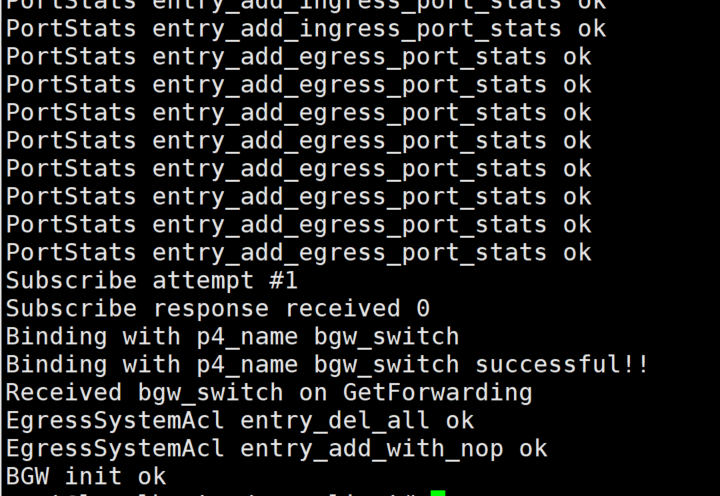 PortStats entry_add_ingress_port_stats ok
PortStats entry_add_ingress_port_stats ok
PortStats entry_add_egress_port_stats ok
PortStats entry_add_egress_port_stats ok
PortStats entry_add_egress_port_stats ok
PortStats entry_add_egress_port_stats ok
PortStats entry_add_egress_port_stats ok
PortStats entry_add_egress_port_stats ok
PortStats entry_add_egress_port_stats ok
PortStats entry_add_egress_port_stats ok
Subscribe attempt #1
Subscribe response received 0
Binding with p4_name bgw_switch
Binding with p4_name bgw_switch successful!!
Received bgw_switch on GetForwarding
EgressSystemAcl entry_del_all ok
EgressSystemAcl entry_add_with_nop ok
BGW init ok